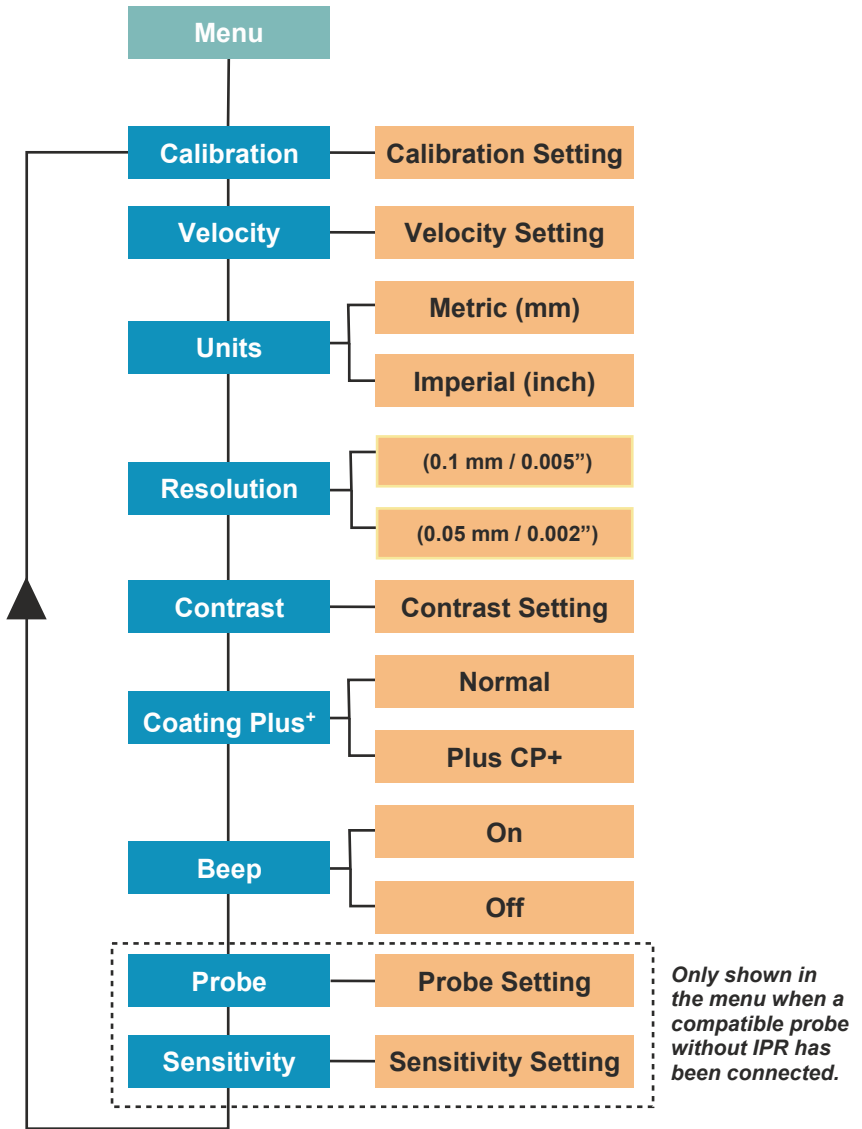 Menu
Calibration
Calibration Setting
Velocity
Velocity Setting
Units
Metric (mm)
Imperial (inch)
Resolution
(0.1 mm / 0.005”)
(0.05 mm / 0.002”)
Contrast
Contrast Setting
Coating Plus⁺
Normal
Plus CP+
Beep
On
Off
Probe
Probe Setting
Sensitivity
Sensitivity Setting
Only shown in
the menu when a
compatible probe
without IPR has
been connected.